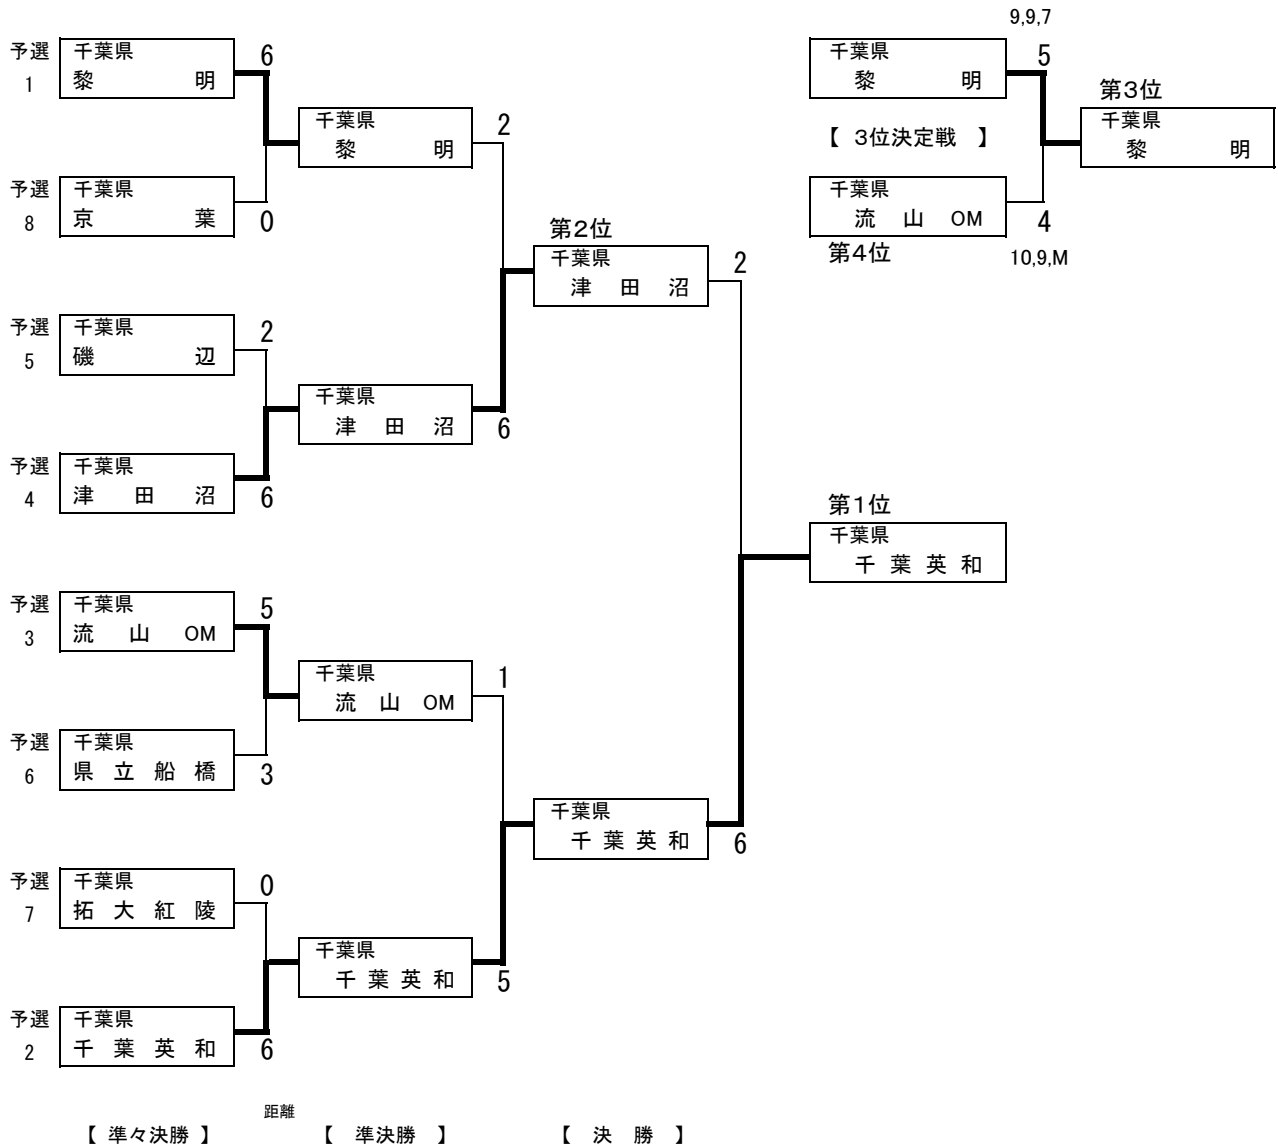 9,9,7
予選 千葉県 6
1 黎明
千葉県 2
黎明
予選 千葉県
8 京葉 0
予選 千葉県 2
5 磯辺
千葉県
津田沼 6
予選 千葉県
4 津田沼 6
第2位
千葉県 2
津田沼
予選 千葉県 5
3 流山OM
千葉県 1
流山OM
予選 千葉県
6 県立船橋 3
予選 千葉県 0
7 拓大紅陵
千葉県
千葉英和 5
予選 千葉県
2 千葉英和 6
千葉県
千葉英和 6
第1位
千葉県
千葉英和
千葉県 5
黎明
【 3位決定戦 】
千葉県
流山OM 4
第4位 10,9,M
第3位
千葉県
黎明
距離
【 準々決勝 】 【 準決勝 】 【 決勝 】